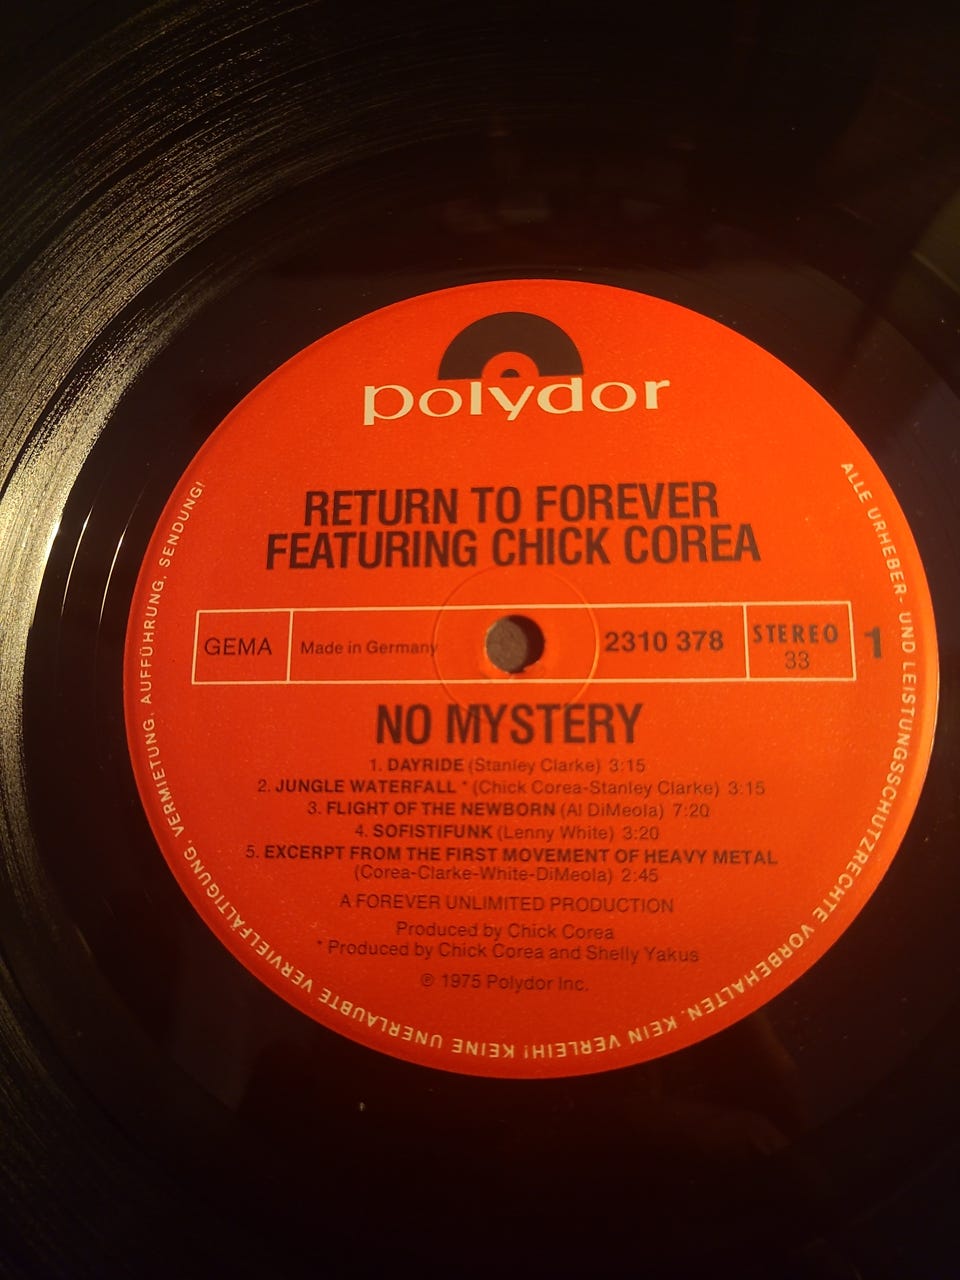 polydor
RETURN TO FOREVER
FEATURING CHICK COREA
GEMA
Made in Germany
2310 378
STEREO
33
1
NO MYSTERY
1. DAYRIDE (Stanley Clarke) 3:15
2. JUNGLE WATERFALL * (Chick Corea-Stanley Clarke) 3:15
3. FLIGHT OF THE NEWBORN (Al DiMeola) 7:20
4. SOFISTIFUNK (Lenny White) 3:20
5. EXCERPT FROM THE FIRST MOVEMENT OF HEAVY METAL
(Corea-Clarke-White-DiMeola) 2:45
A FOREVER UNLIMITED PRODUCTION
Produced by Chick Corea
* Produced by Chick Corea and Shelly Yakus
℗ 1975 Polydor Inc.
ALLE URHEBER- UND LEISTUNGSSCHUTZRECHTE VORBEHALTEN. KEIN VERLEIH! KEINE UNERLAUBTE VERVIELFÄLTIGUNG, VERMIETUNG, AUFFÜHRUNG, SENDUNG!